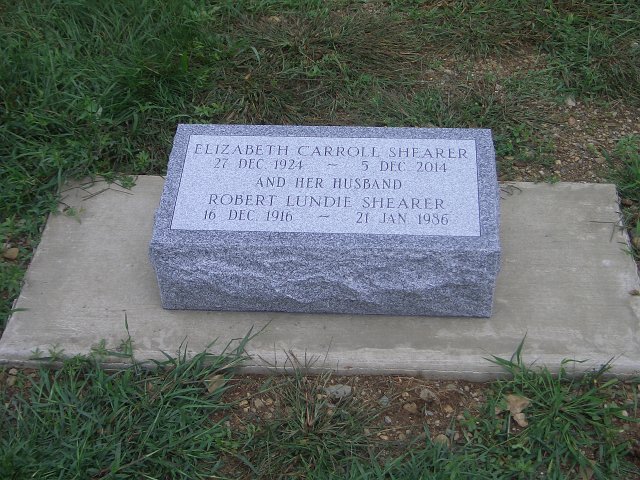 ELIZABETH CARROLL SHEARER
27 DEC 1924 ~ 5 DEC. 2014
AND HER HUSBAND
ROBERT LUNDIE SHEARER
16 DEC. 1916 ~ 21 JAN 1986